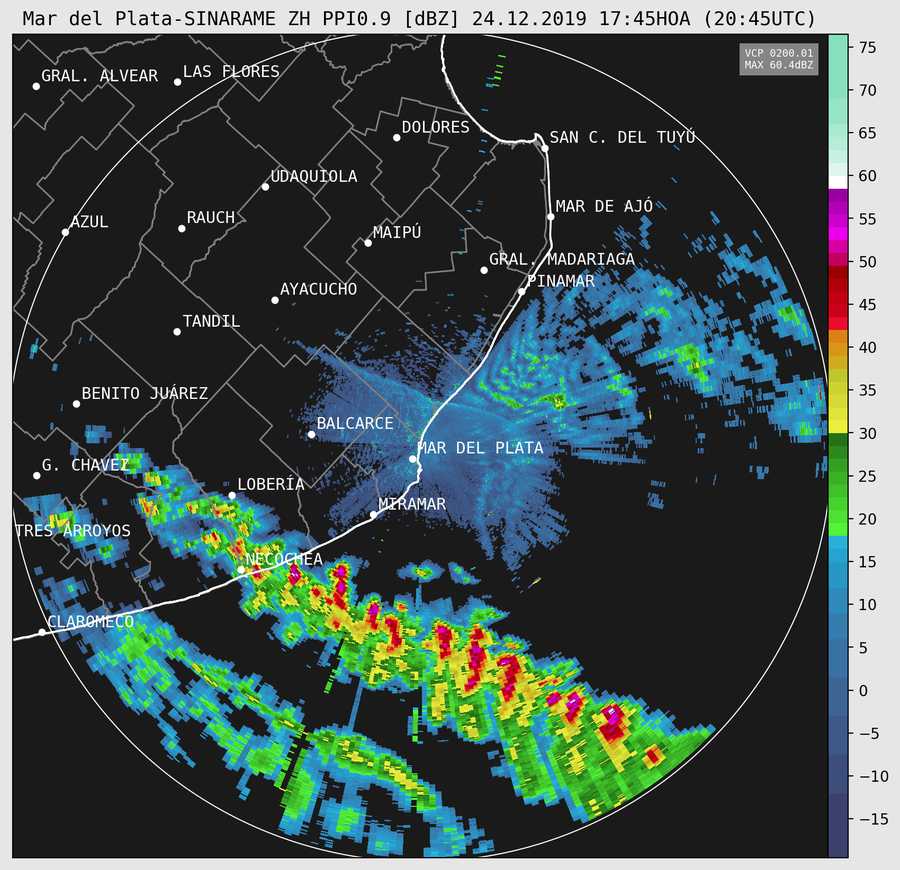 Mar del Plata-SINARAME ZH PPI0.9 [dBZ] 24.12.2019 17:45HOA (20:45UTC)
VCP 0200.01
MAX 60.4dBZ
GRAL. ALVEAR
LAS FLORES
DOLORES
SAN C. DEL TUYÚ
UDAQUIOLA
AZUL
RAUCH
MAR DE AJÓ
MAIPÚ
GRAL. MADARIAGA
PINAMAR
AYACUCHO
TANDIL
BENITO JUÁREZ
BALCARCE
MAR DEL PLATA
G. CHAVEZ
LOBERÍA
MIRAMAR
TRES ARROYOS
NECOCHEA
CLAROMECO
75
70
65
60
55
50
45
40
35
30
25
20
15
10
5
0
−5
−10
−15